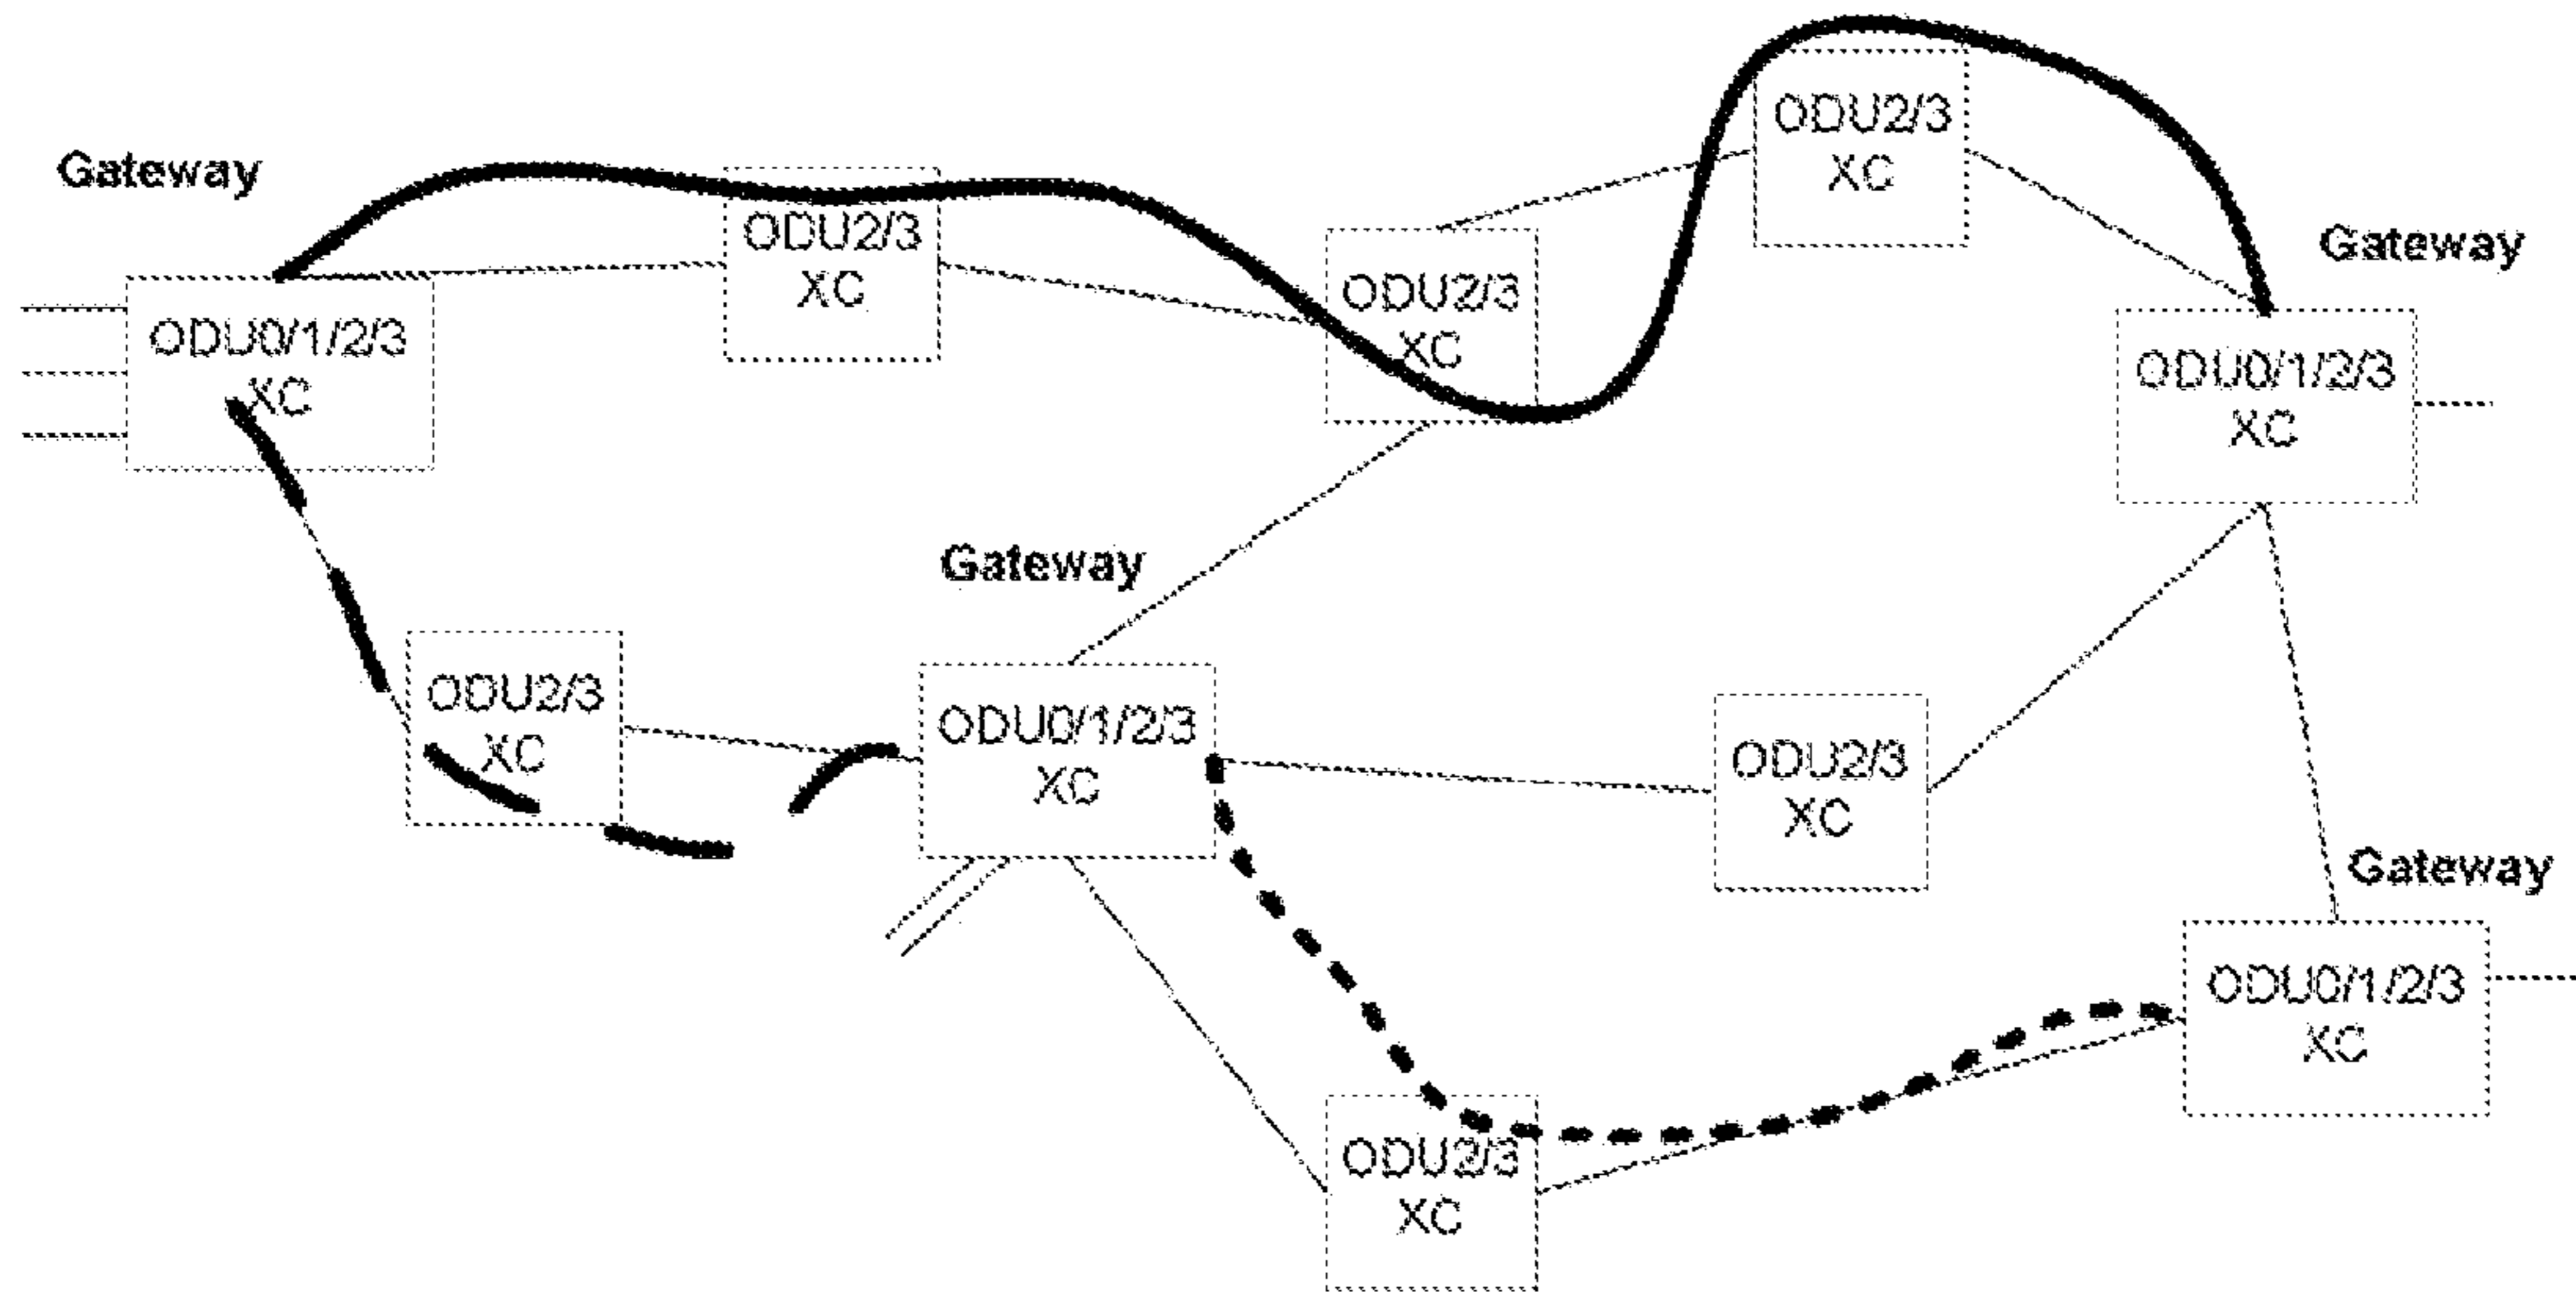 ODU2/3
XC
Gateway
ODU2/3
XC
Gateway
ODU2/3
XC
ODU0/1/2/3
XC
ODU0/1/2/3
XC
Gateway
ODU2/3
XC
ODU0/1/2/3
XC
ODU2/3
XC
Gateway
ODU0/1/2/3
XC
ODU2/3
XC